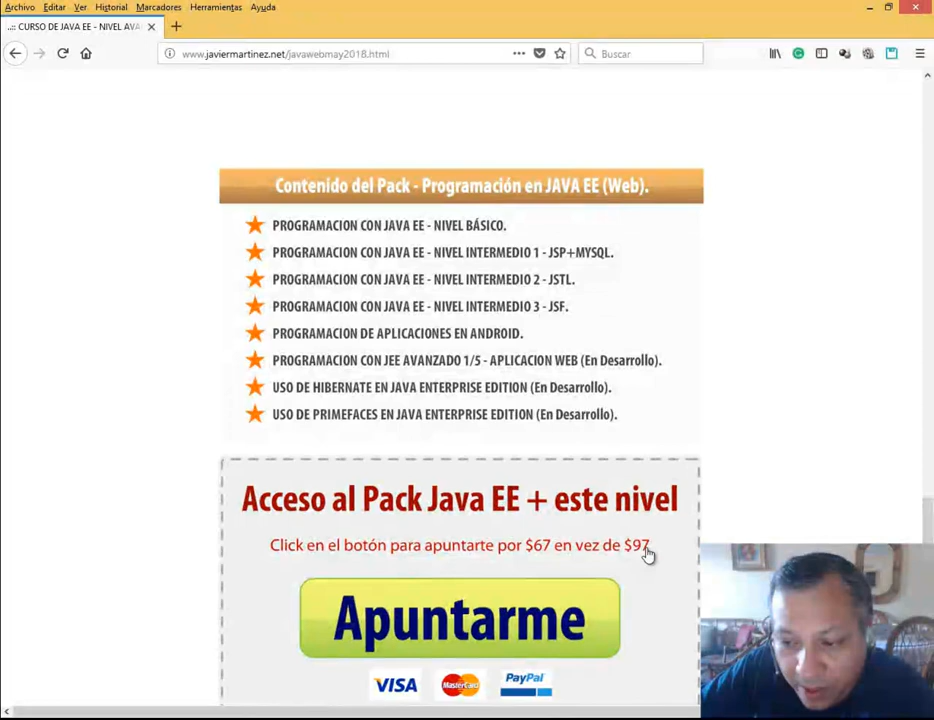 Archivo Editar Ver Historial Marcadores Herramientas Ayuda
..:: CURSO DE JAVA EE - NIVEL AVA
www.javiermartinez.net/javawebmay2018.html
Buscar
Contenido del Pack - Programación en JAVA EE (Web).
PROGRAMACION CON JAVA EE - NIVEL BÁSICO.
PROGRAMACION CON JAVA EE - NIVEL INTERMEDIO 1 - JSP+MYSQL.
PROGRAMACION CON JAVA EE - NIVEL INTERMEDIO 2 - JSTL.
PROGRAMACION CON JAVA EE - NIVEL INTERMEDIO 3 - JSF.
PROGRAMACION DE APLICACIONES EN ANDROID.
PROGRAMACION CON JEE AVANZADO 1/5 - APLICACION WEB (En Desarrollo).
USO DE HIBERNATE EN JAVA ENTERPRISE EDITION (En Desarrollo).
USO DE PRIMEFACES EN JAVA ENTERPRISE EDITION (En Desarrollo).
Acceso al Pack Java EE + este nivel
Click en el botón para apuntarte por $67 en vez de $97
Apuntarme
VISA MasterCard PayPal